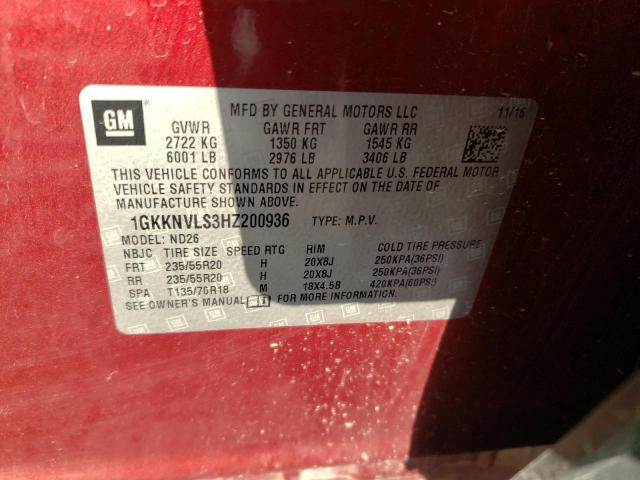 GM
MFD BY GENERAL MOTORS LLC 11/16
GVWR GAWR FRT GAWR RR
2722 KG 1350 KG 1545 KG
6001 LB 2976 LB 3406 LB
THIS VEHICLE CONFORMS TO ALL APPLICABLE U.S. FEDERAL MOTOR
VEHICLE SAFETY STANDARDS IN EFFECT ON THE DATE OF
MANUFACTURE SHOWN ABOVE.
1GKKNVLS3HZ200936 TYPE: M.P.V.
MODEL: ND26
NBJC TIRE SIZE SPEED RTG RIM COLD TIRE PRESSURE
FRT 235/55R20 H 20X8J 250KPA(36PSI)
RR 235/55R20 H 20X8J 250KPA(36PSI)
SPA T135/70R18 M 18X4.5B 420KPA(60PSI)
SEE OWNER'S MANUAL FOR MORE INFORMATION.